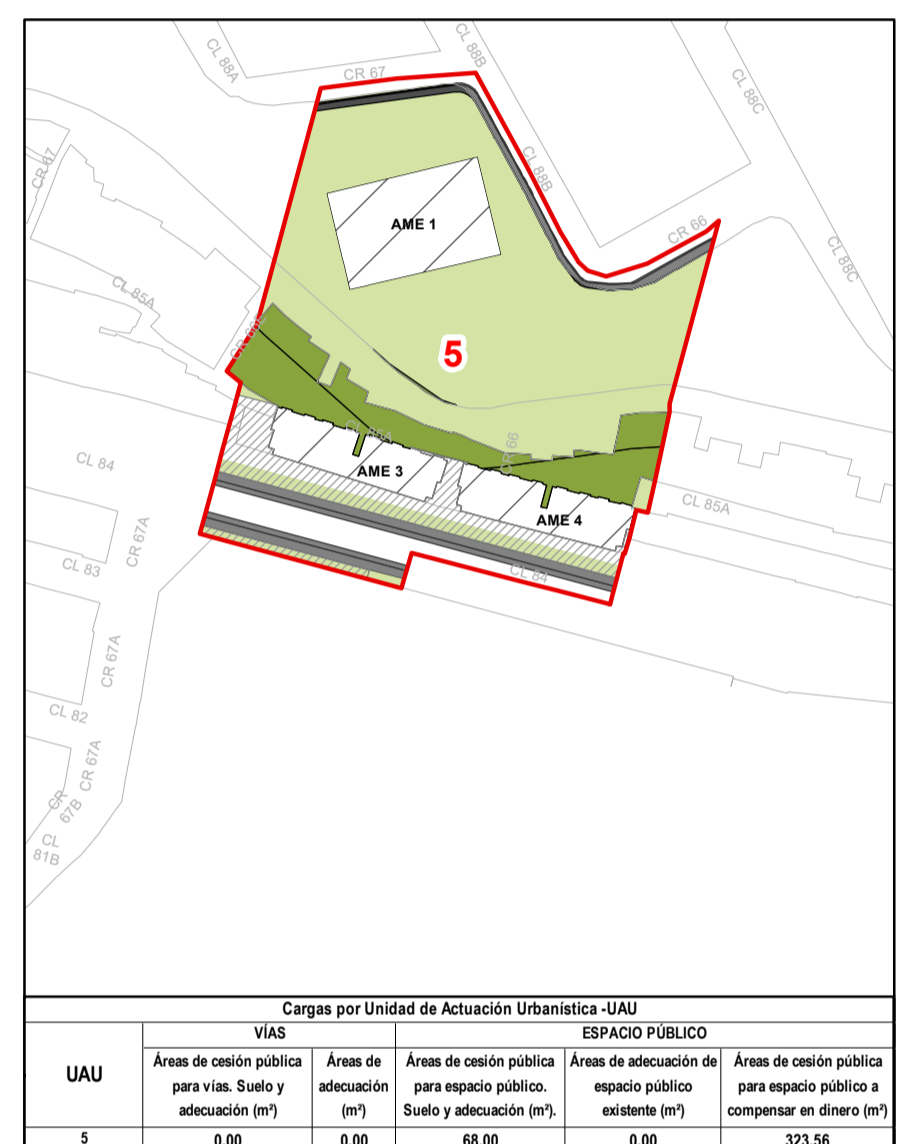 CL 88A
CR 67
CL 88B
CL 88C
CR 67
CL 88B
AME 1
CR 66
CL 88C
CL 85A
5
CL 85A
CR 66
CL 84
AME 3
AME 4
CL 85A
CR 67A
CL 83
CL 84
CR 67A
CL 82
CR 67A
CR
67B
CL
81B
Cargas por Unidad de Actuación Urbanística -UAU
VÍAS
ESPACIO PÚBLICO
UAU
Áreas de cesión pública
para vías. Suelo y
adecuación (m²)
Áreas de
adecuación
(m²)
Áreas de cesión pública
para espacio público.
Suelo y adecuación (m²).
Áreas de adecuación de
espacio público
existente (m²)
Áreas de cesión pública
para espacio público a
compensar en dinero (m²)
5
0.00
0.00
68.00
0.00
323.56